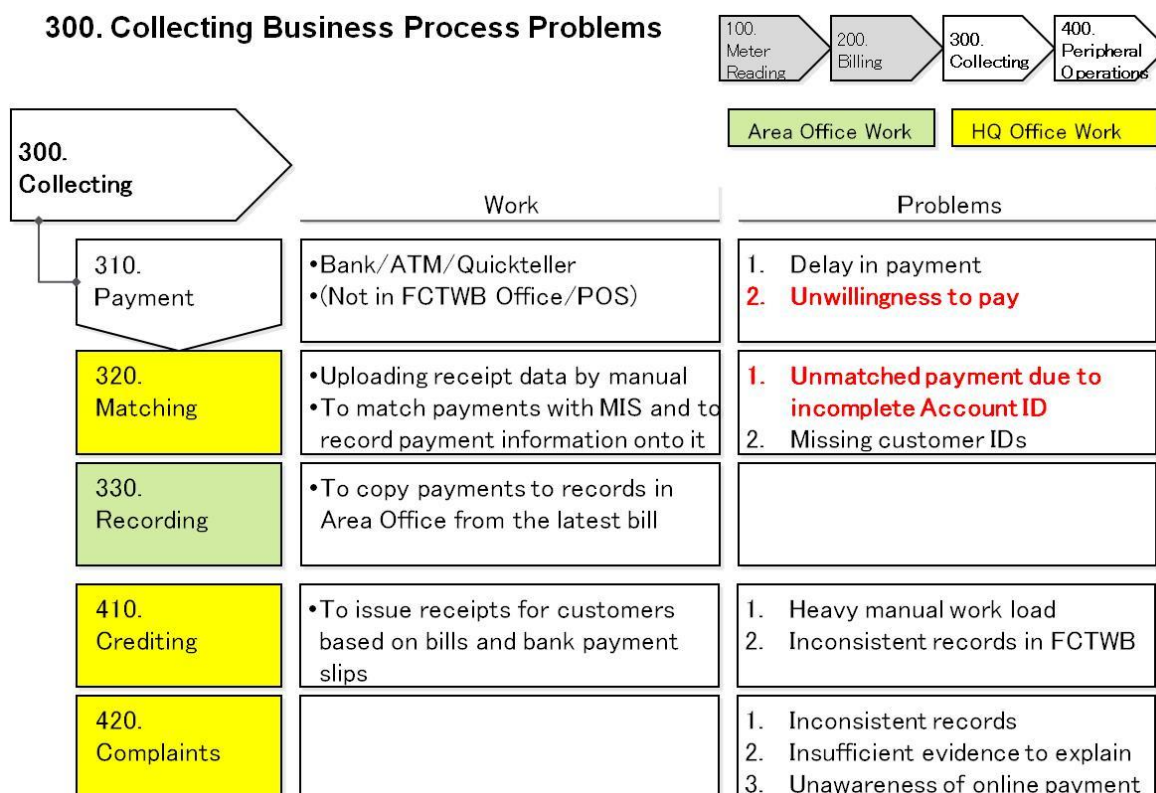 300. Collecting Business Process Problems
100.
Meter
Reading
200.
Billing
300.
Collecting
400.
Peripheral
Operations
Area Office Work
HQ Office Work
300.
Collecting
Work
Problems
310.
Payment
•Bank/ATM/Quickteller
•(Not in FCTWB Office/POS)
1. Delay in payment
2. Unwillingness to pay
320.
Matching
•Uploading receipt data by manual
•To match payments with MIS and to
record payment information onto it
1. Unmatched payment due to
incomplete Account ID
2. Missing customer IDs
330.
Recording
•To copy payments to records in
Area Office from the latest bill
410.
Crediting
•To issue receipts for customers
based on bills and bank payment
slips
1. Heavy manual work load
2. Inconsistent records in FCTWB
420.
Complaints
1. Inconsistent records
2. Insufficient evidence to explain
3. Unawareness of online payment